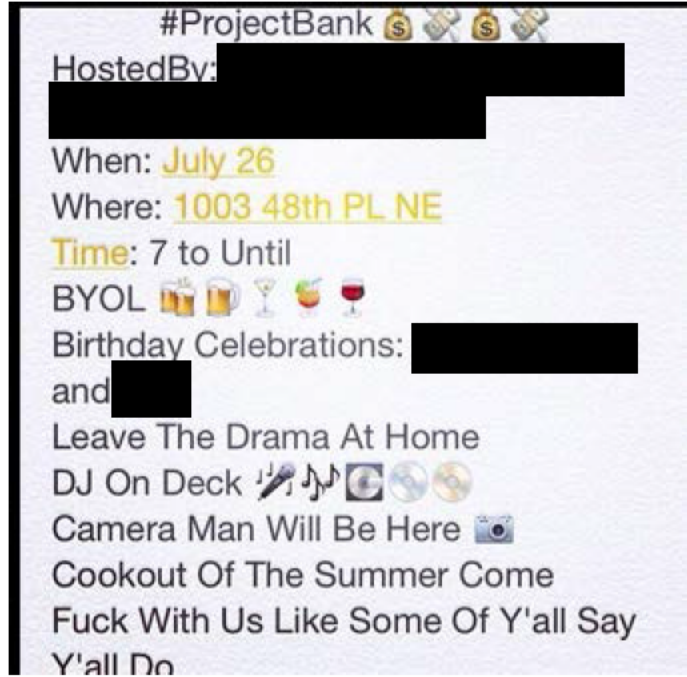 #ProjectBank 💰💸💰💸
HostedBy:
When: July 26
Where: 1003 48th PL NE
Time: 7 to Until
BYOL 🍻🍺🍸🍹🍷
Birthday Celebrations:
and
Leave The Drama At Home
DJ On Deck 🎤🎶💽💿📀
Camera Man Will Be Here 📷
Cookout Of The Summer Come
Fuck With Us Like Some Of Y'all Say
Y'all Do